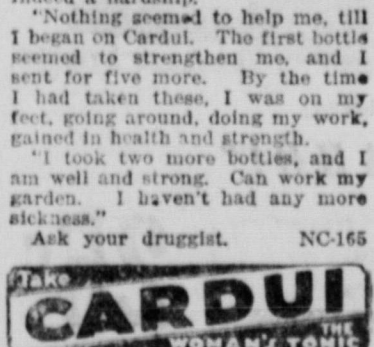 indeed a hardship.
"Nothing seemed to help me, till
I began on Cardui. The first bottle
seemed to strengthen me, and I
sent for five more. By the time
I had taken these, I was on my
feet, going around, doing my work,
gained in health and strength.
"I took two more bottles, and I
am well and strong. Can work my
garden. I haven't had any more
sickness."
Ask your druggist. NC-165
Take
CARDUI
THE
WOMAN'S TONIC